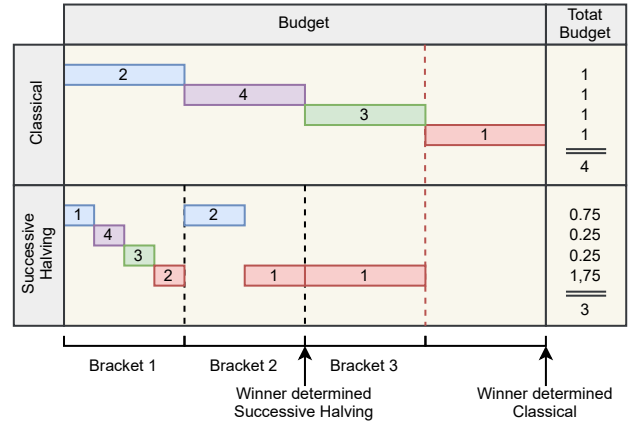 Budget
Totat
Budget
Classical
2
4
3
1
1
1
1
1
4
Successive
Halving
1
4
3
2
2
1
1
0.75
0.25
0.25
1,75
3
Bracket 1
Bracket 2
Bracket 3
Winner determined
Successive Halving
Winner determined
Classical